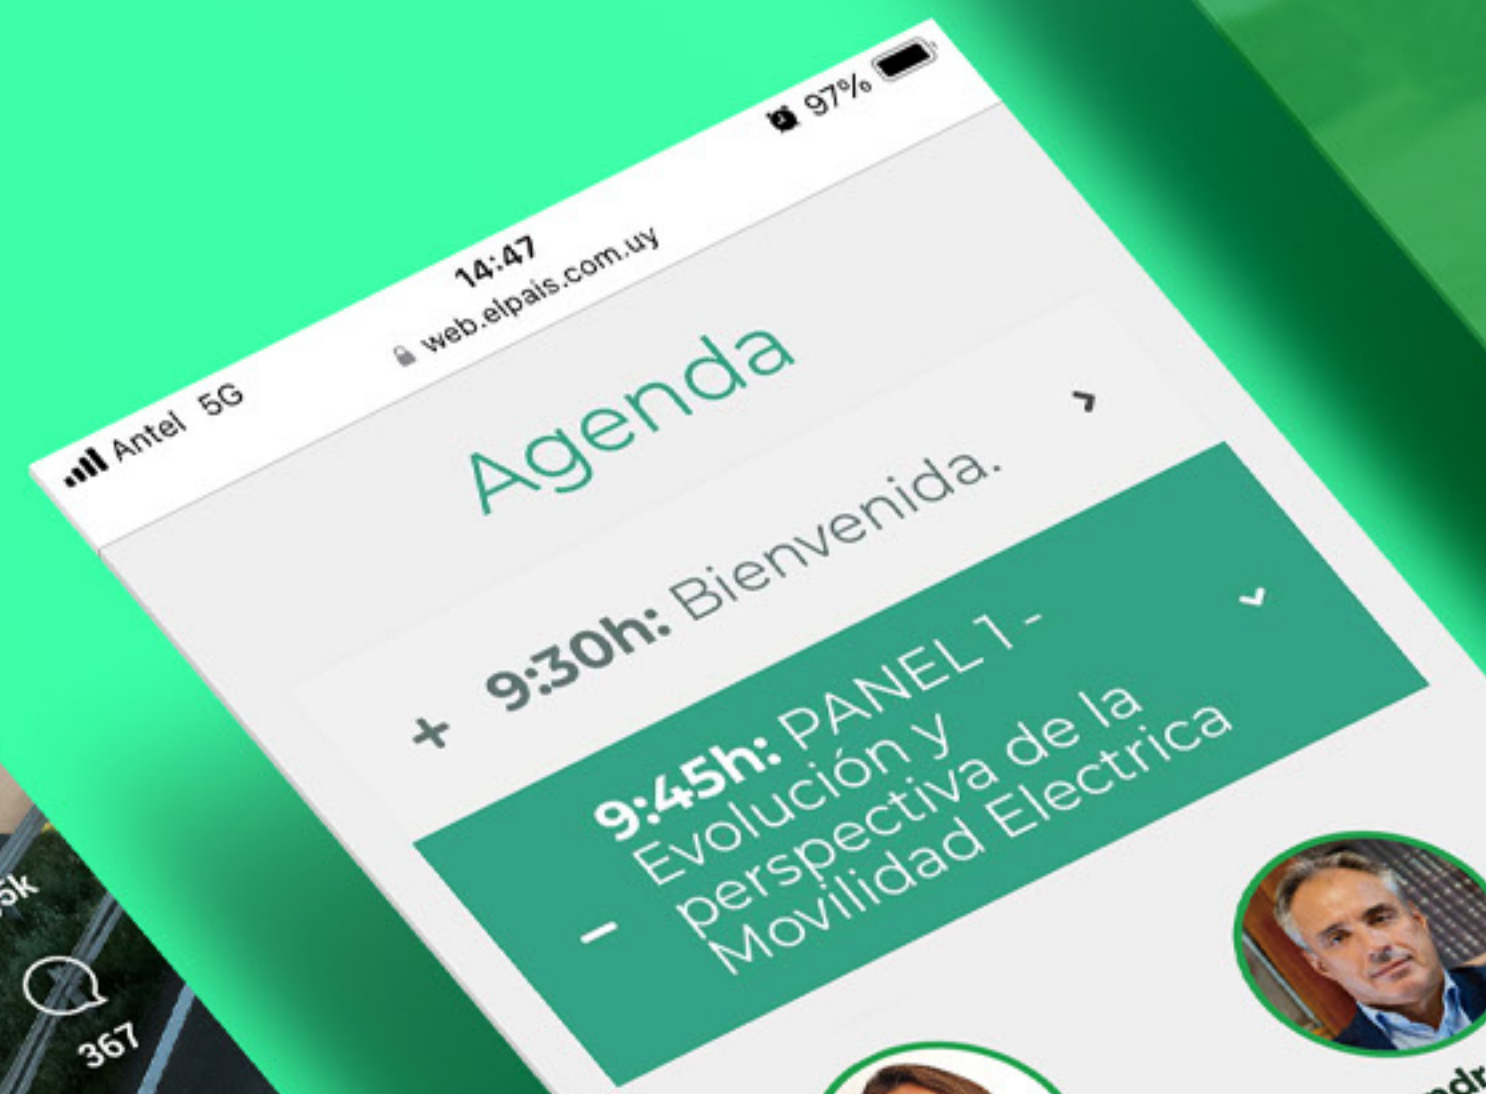 Antel 5G
14:47
97%
web.elpais.com.uy
Agenda
+ 9:30h: Bienvenida.
9:45h: PANEL 1 -
Evolución y
perspectiva de la
Movilidad Electrica
367